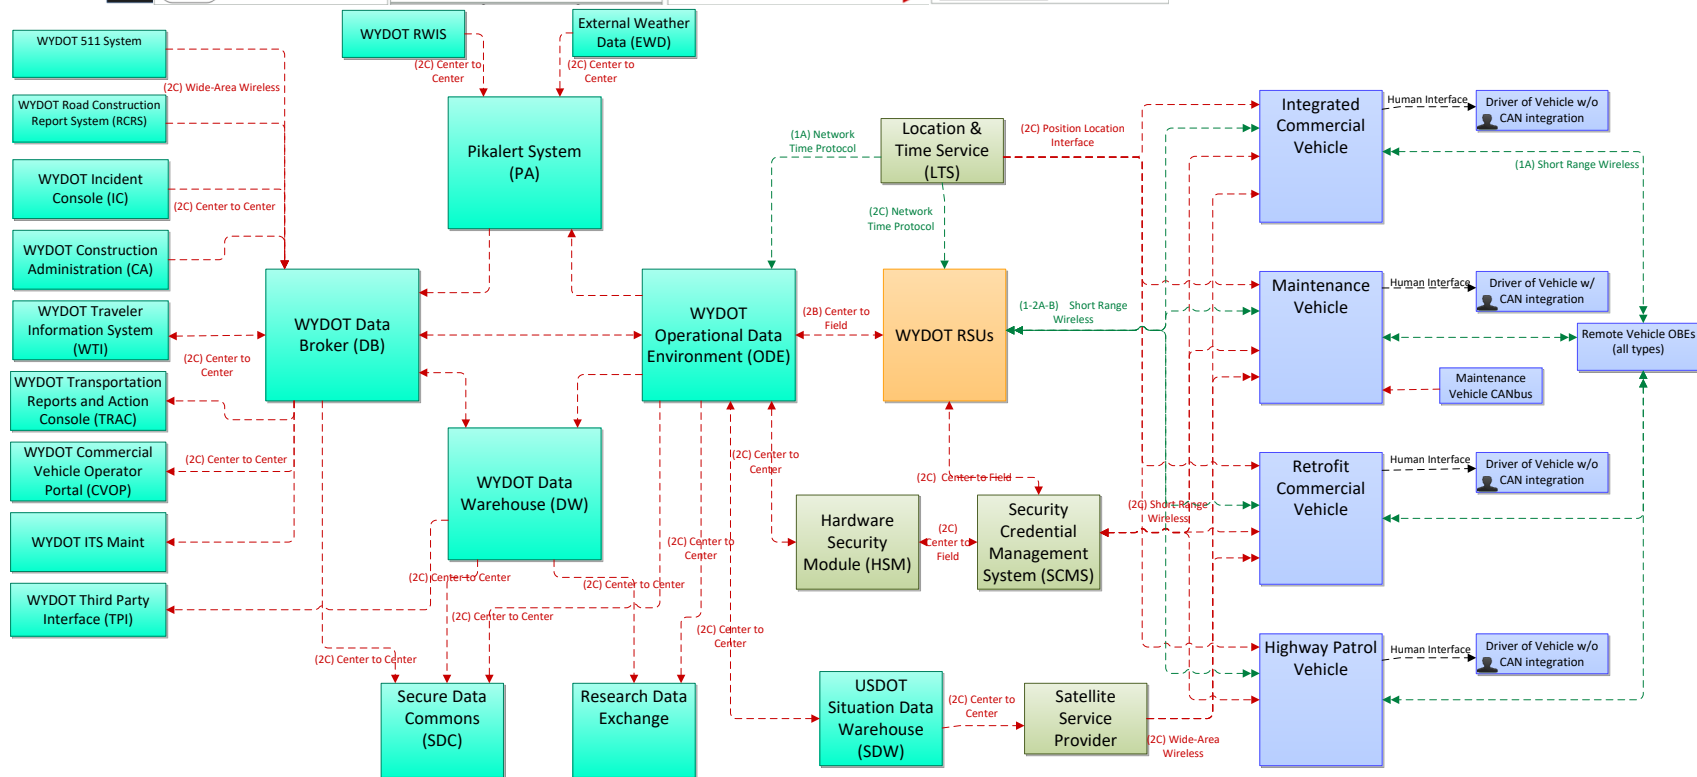 WYDOT 511 System
(2C) Wide-Area Wireless
WYDOT Road Construction
Report System (RCRS)
WYDOT Incident
Console (IC)
(2C) Center to Center
WYDOT Construction
Administration (CA)
WYDOT Traveler
Information System
(WTI)
(2C) Center to
Center
WYDOT Transportation
Reports and Action
Console (TRAC)
WYDOT Commercial
Vehicle Operator
Portal (CVOP)
(2C) Center to Center
WYDOT ITS Maint
WYDOT Third Party
Interface (TPI)
WYDOT RWIS
External Weather
Data (EWD)
(2C) Center to
Center
(2C) Center to
Center
Pikalert System
(PA)
WYDOT Data
Broker (DB)
WYDOT
Operational Data
Environment (ODE)
WYDOT Data
Warehouse (DW)
(2C) Center to Center
(2C) Center to Center
(2C) Center to Center
(2C) Center to
Center
(2C) Center to
Center
(2C) Center to Center
Secure Data
Commons
(SDC)
Research Data
Exchange
Location &
Time Service
(LTS)
(1A) Network
Time Protocol
(2C) Position Location
Interface
(2C) Network
Time Protocol
(2B) Center to
Field
WYDOT RSUs
(1-2A-B) Short Range
Wireless
(2C) Center to
Center
(2C) Center to Field
Hardware
Security
Module (HSM)
(2C)
Center to
Field
Security
Credential
Management
System (SCMS)
(2C) Short Range
Wireless
USDOT
Situation Data
Warehouse
(SDW)
(2C) Center to
Center
Satellite
Service
Provider
(2C) Wide-Area
Wireless
Integrated
Commercial
Vehicle
Human Interface
Driver of Vehicle w/o
CAN integration
(1A) Short Range
Wireless
Maintenance
Vehicle
Human Interface
Driver of Vehicle w/
CAN integration
Remote Vehicle OBEs
(all types)
Maintenance
Vehicle CANbus
Retrofit
Commercial
Vehicle
Human Interface
Driver of Vehicle w/o
CAN integration
Highway Patrol
Vehicle
Human Interface
Driver of Vehicle w/o
CAN integration